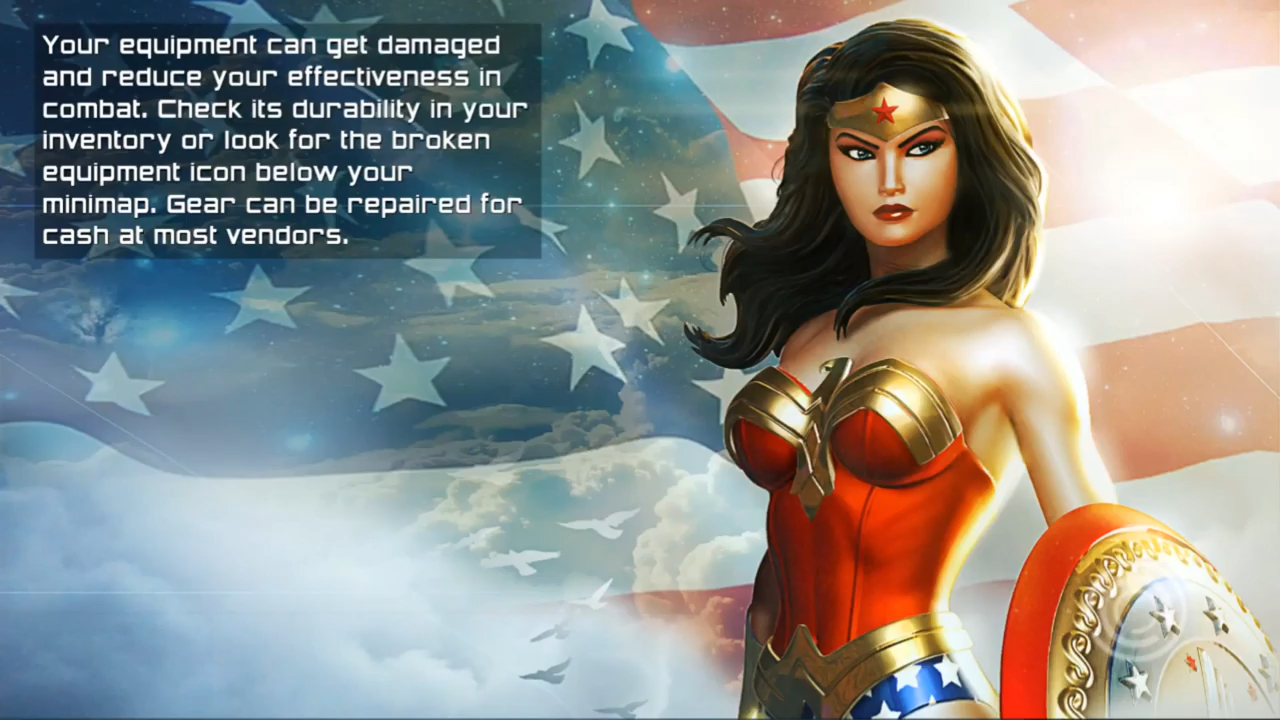 Your equipment can get damaged
and reduce your effectiveness in
combat. Check its durability in your
inventory or look for the broken
equipment icon below your
minimap. Gear can be repaired for
cash at most vendors.